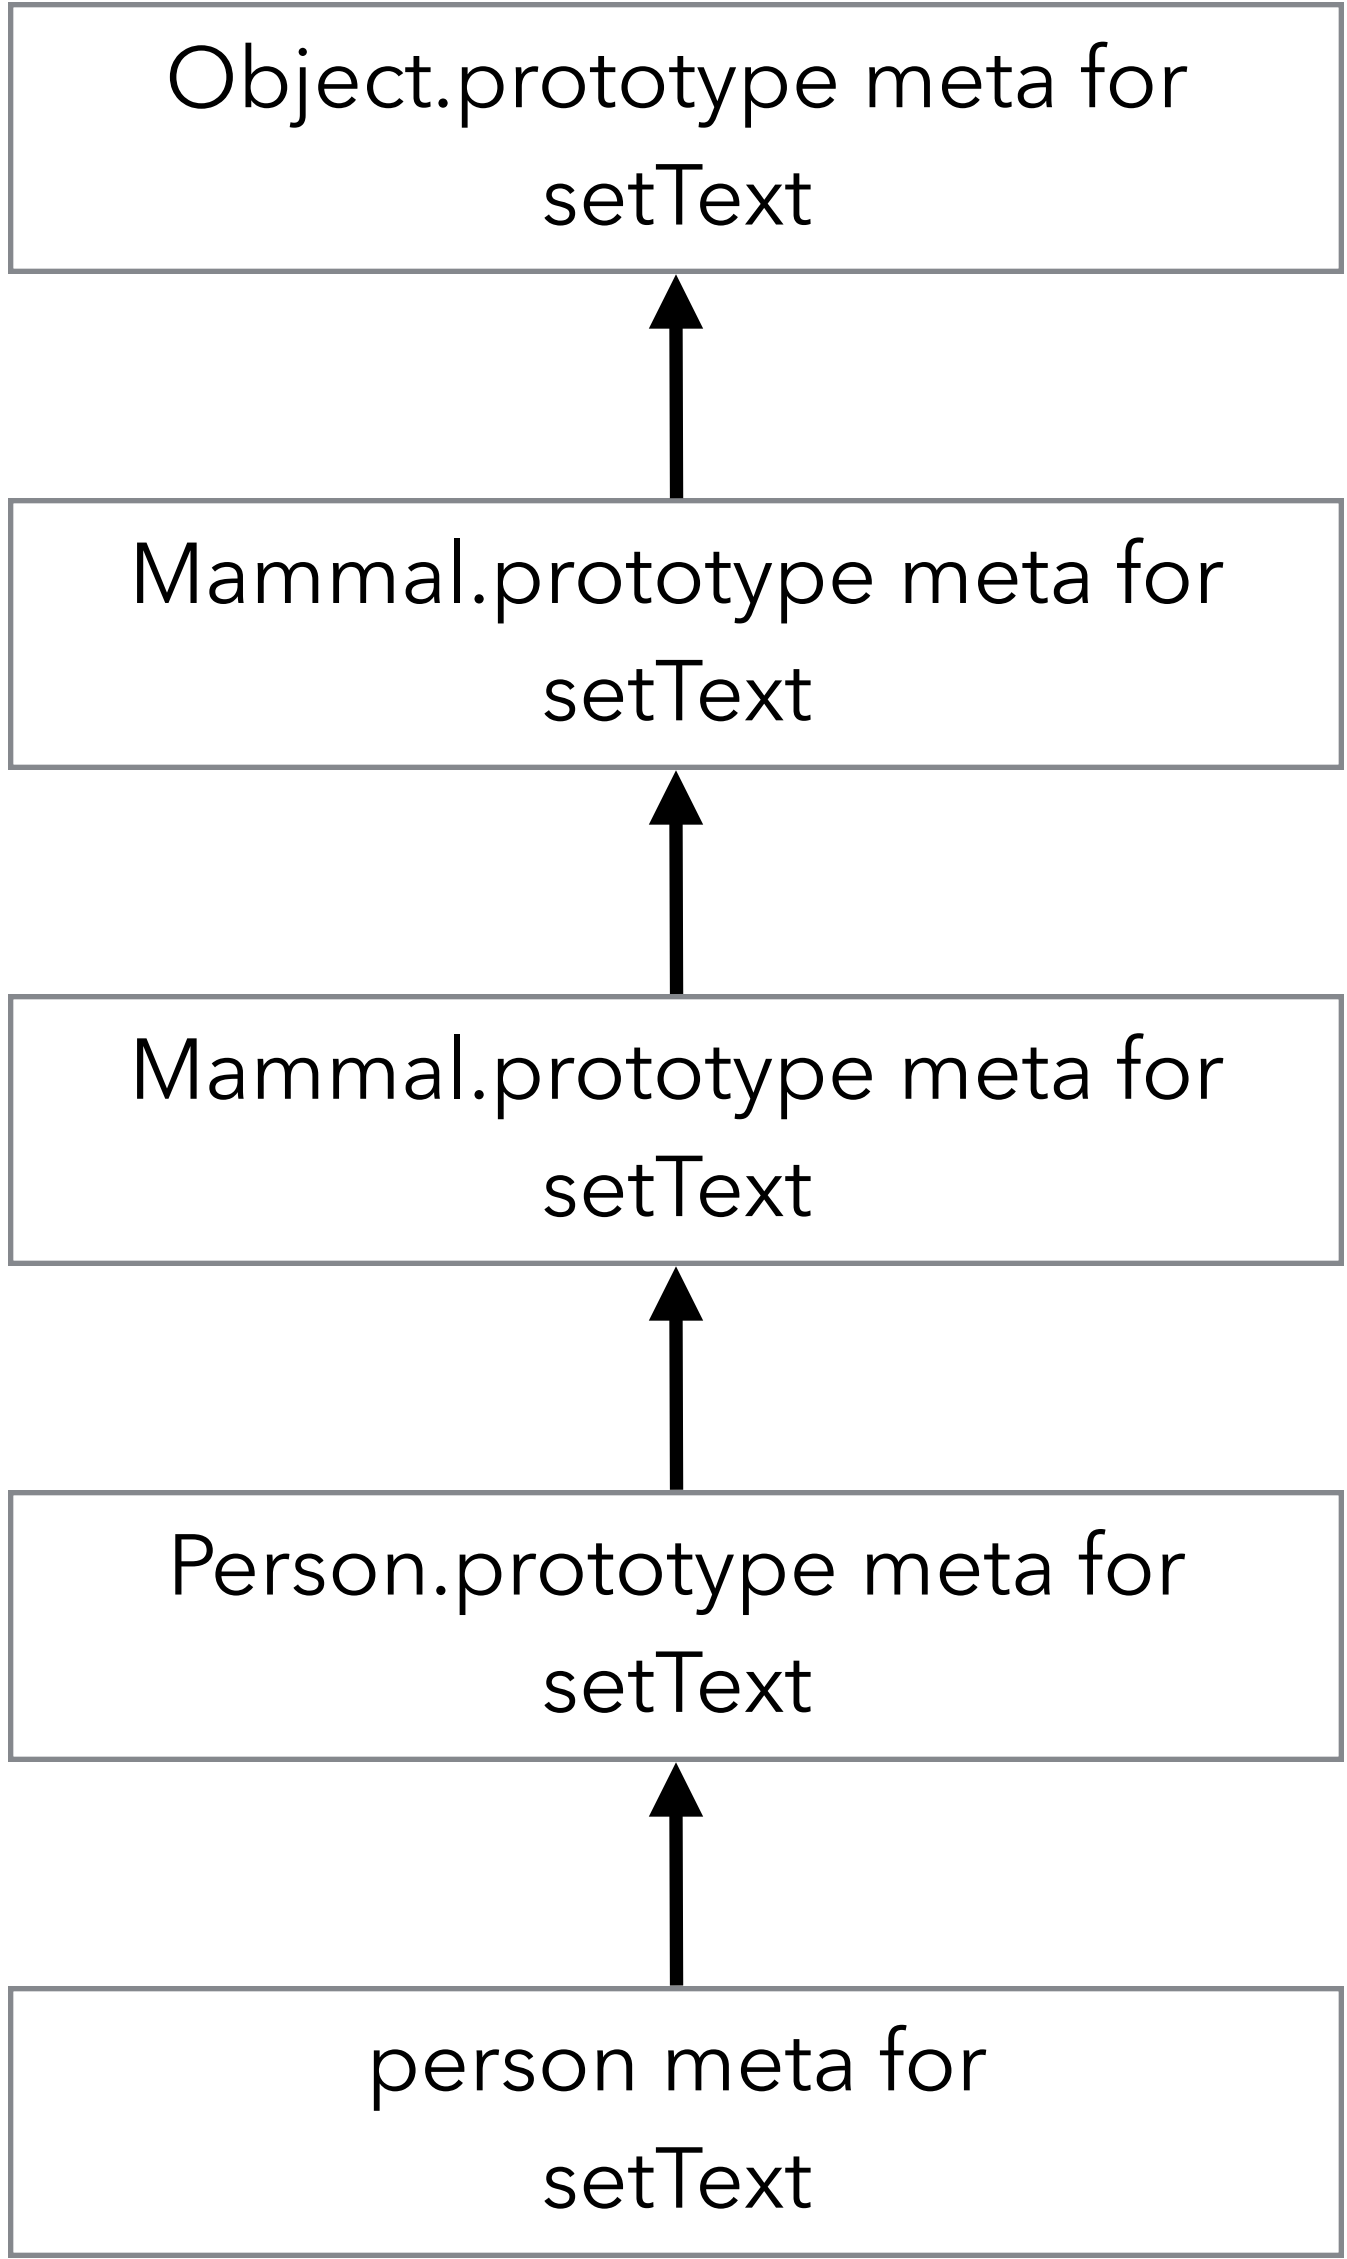 Object.prototype meta for
setText
Mammal.prototype meta for
setText
Mammal.prototype meta for
setText
Person.prototype meta for
setText
person meta for
setText